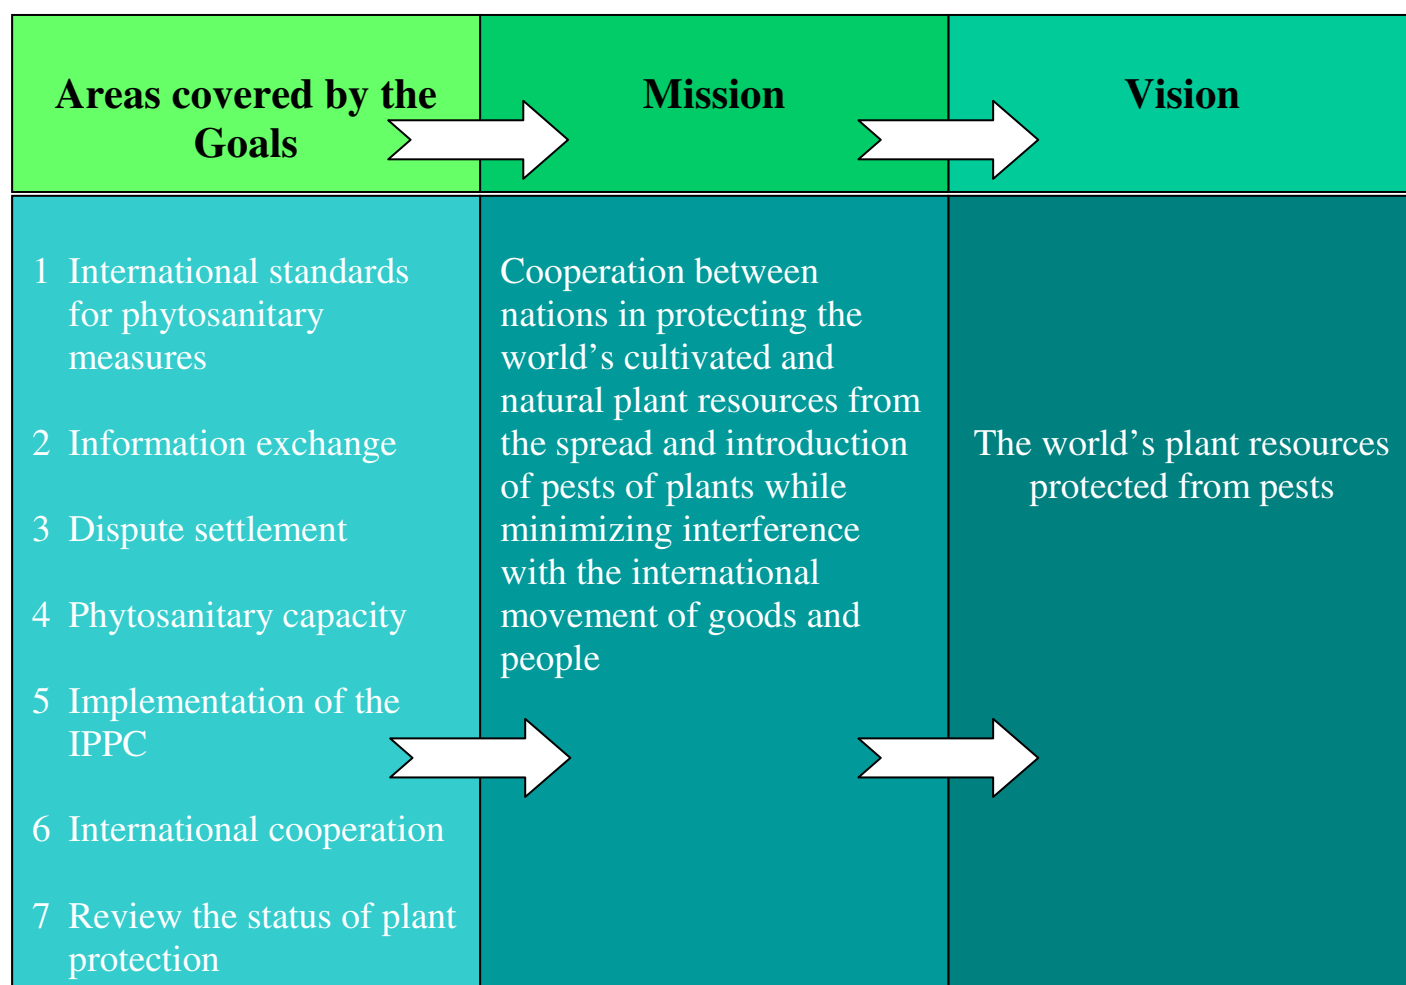 Areas covered by the
Goals
Mission
Vision
1 International standards
for phytosanitary
measures
2 Information exchange
3 Dispute settlement
4 Phytosanitary capacity
5 Implementation of the
IPPC
6 International cooperation
7 Review the status of plant
protection
Cooperation between
nations in protecting the
world’s cultivated and
natural plant resources from
the spread and introduction
of pests of plants while
minimizing interference
with the international
movement of goods and
people
The world’s plant resources
protected from pests